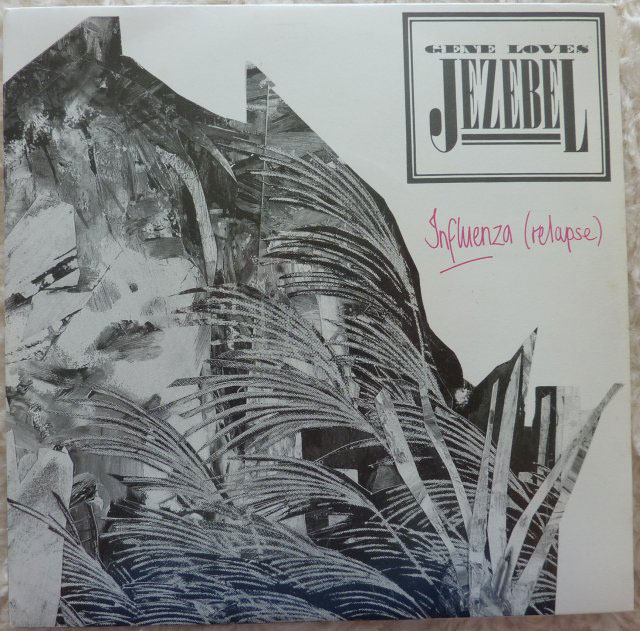 GENE LOVES
JEZEBEL
Influenza (relapse)